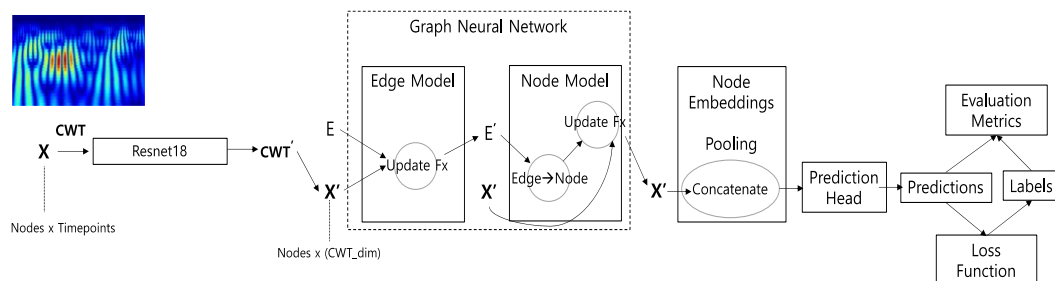 Graph Neural Network
Edge Model
Node Model
Node
Embeddings
Pooling
Evaluation
Metrics
CWT
X
Resnet18
CWT'
E
X'
Update Fx
E'
X'
Edge→Node
Update Fx
X'
Concatenate
Prediction
Head
Predictions
Labels
Loss
Function
Nodes x Timepoints
Nodes x (CWT_dim)